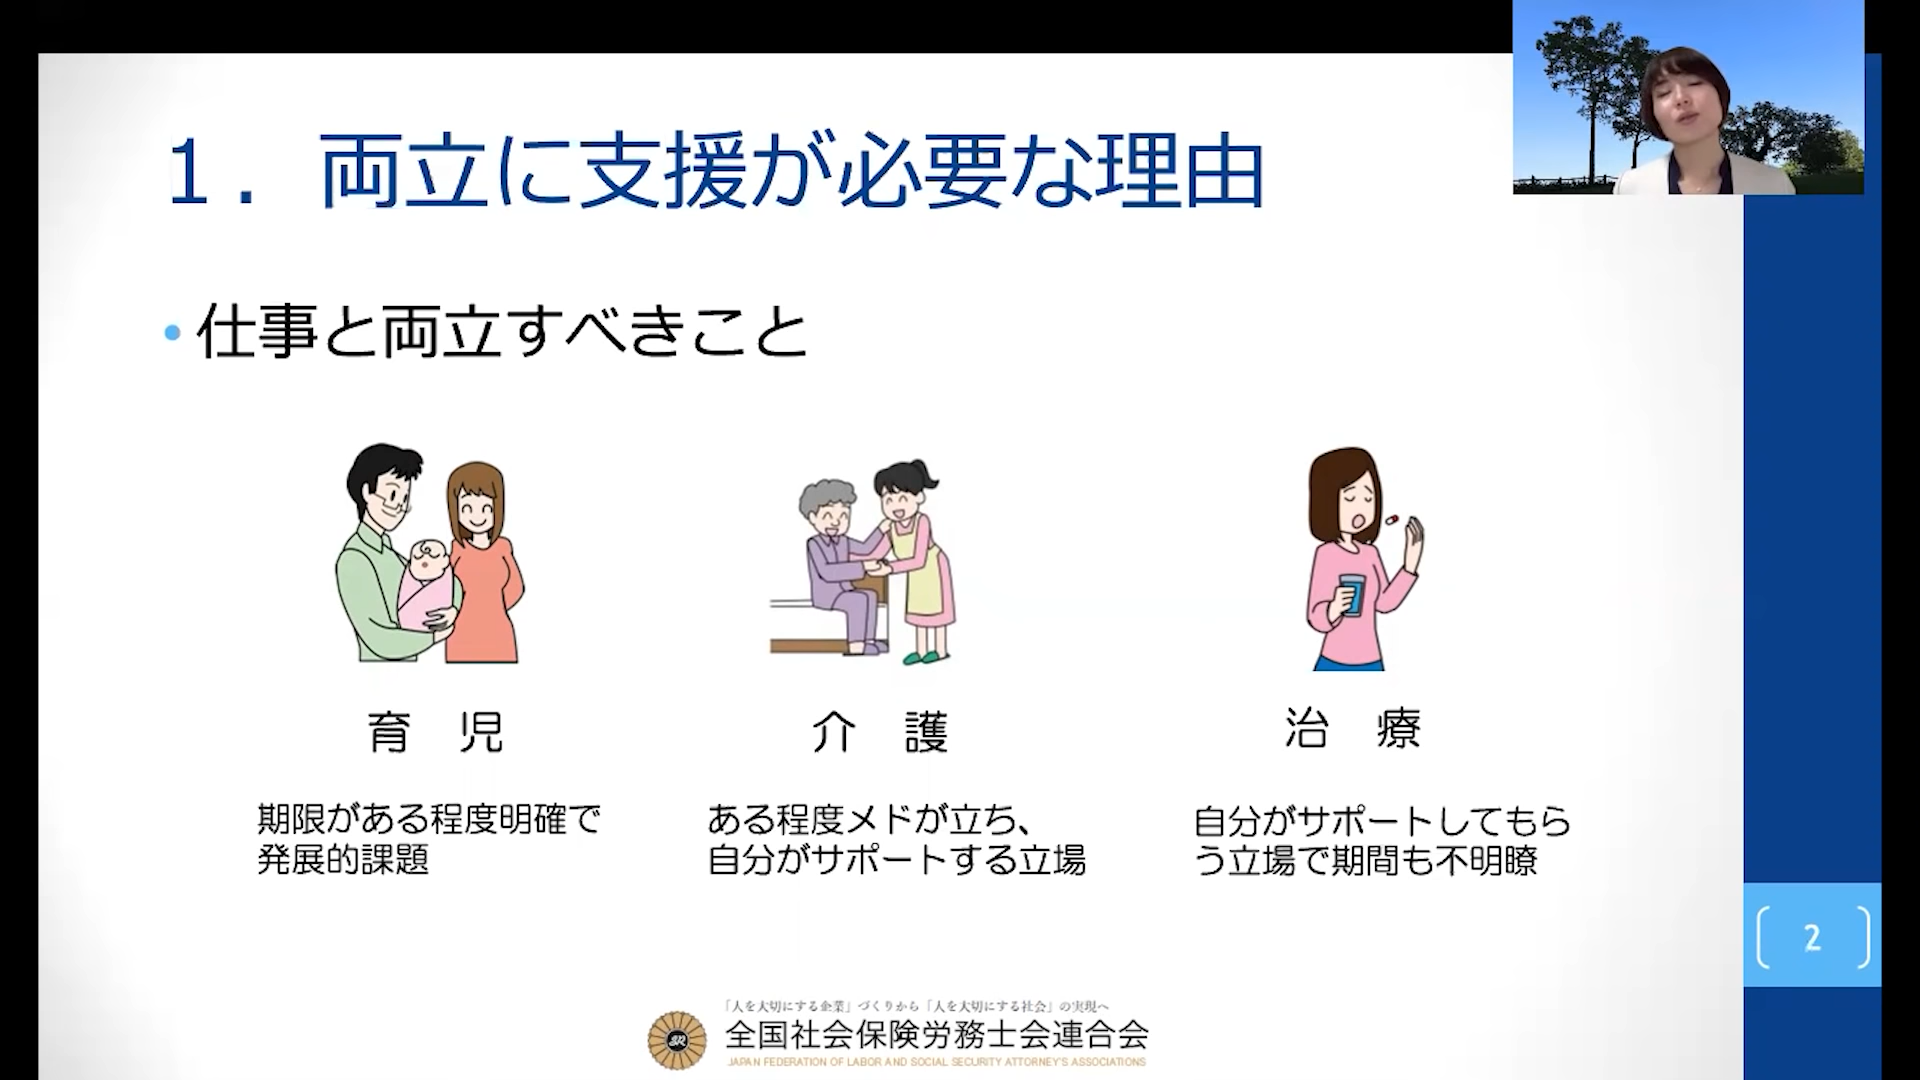 １．両立に支援が必要な理由
•仕事と両立すべきこと
育　児
介　護
治　療
期限がある程度明確で
発展的課題
ある程度メドが立ち、
自分がサポートする立場
自分がサポートしてもら
う立場で期間も不明瞭
2
「人を大切にする企業」づくりから「人を大切にする社会」の実現へ
全国社会保険労務士会連合会
JAPAN FEDERATION OF LABOR AND SOCIAL SECURITY ATTORNEY'S ASSOCIATIONS